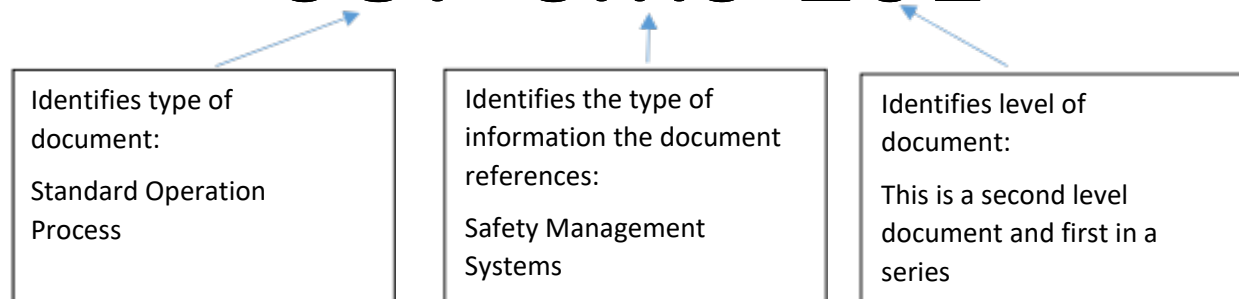 Identifies type of
document:
Standard Operation
Process
Identifies the type of
information the document
references:
Safety Management
Systems
Identifies level of
document:
This is a second level
document and first in a
series